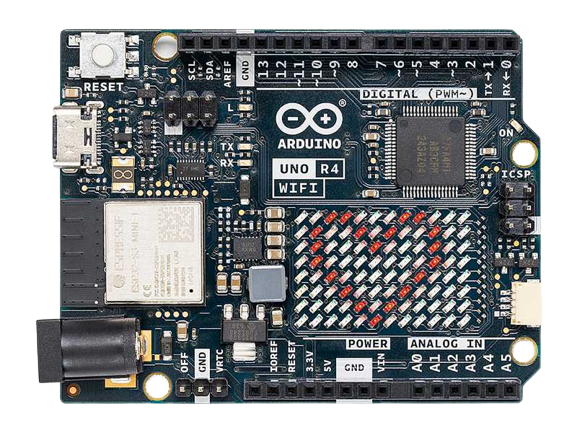 RESET
SCL
SDA
AREF
GND
13
12
~11
~10
~9
8
7
~6
~5
4
~3
2
TX→1
RX←0
DIGITAL (PWM~)
L
ARDUINO
®
TX
RX
ON
UNO R4
WIFI
ICSP
ESP32-S3-MINI-1
CE
POWER
ANALOG IN
OFF
GND
VRTC
IOREF
RESET
3.3V
5V
GND
VIN
A0
A1
A2
A3
A4
A5